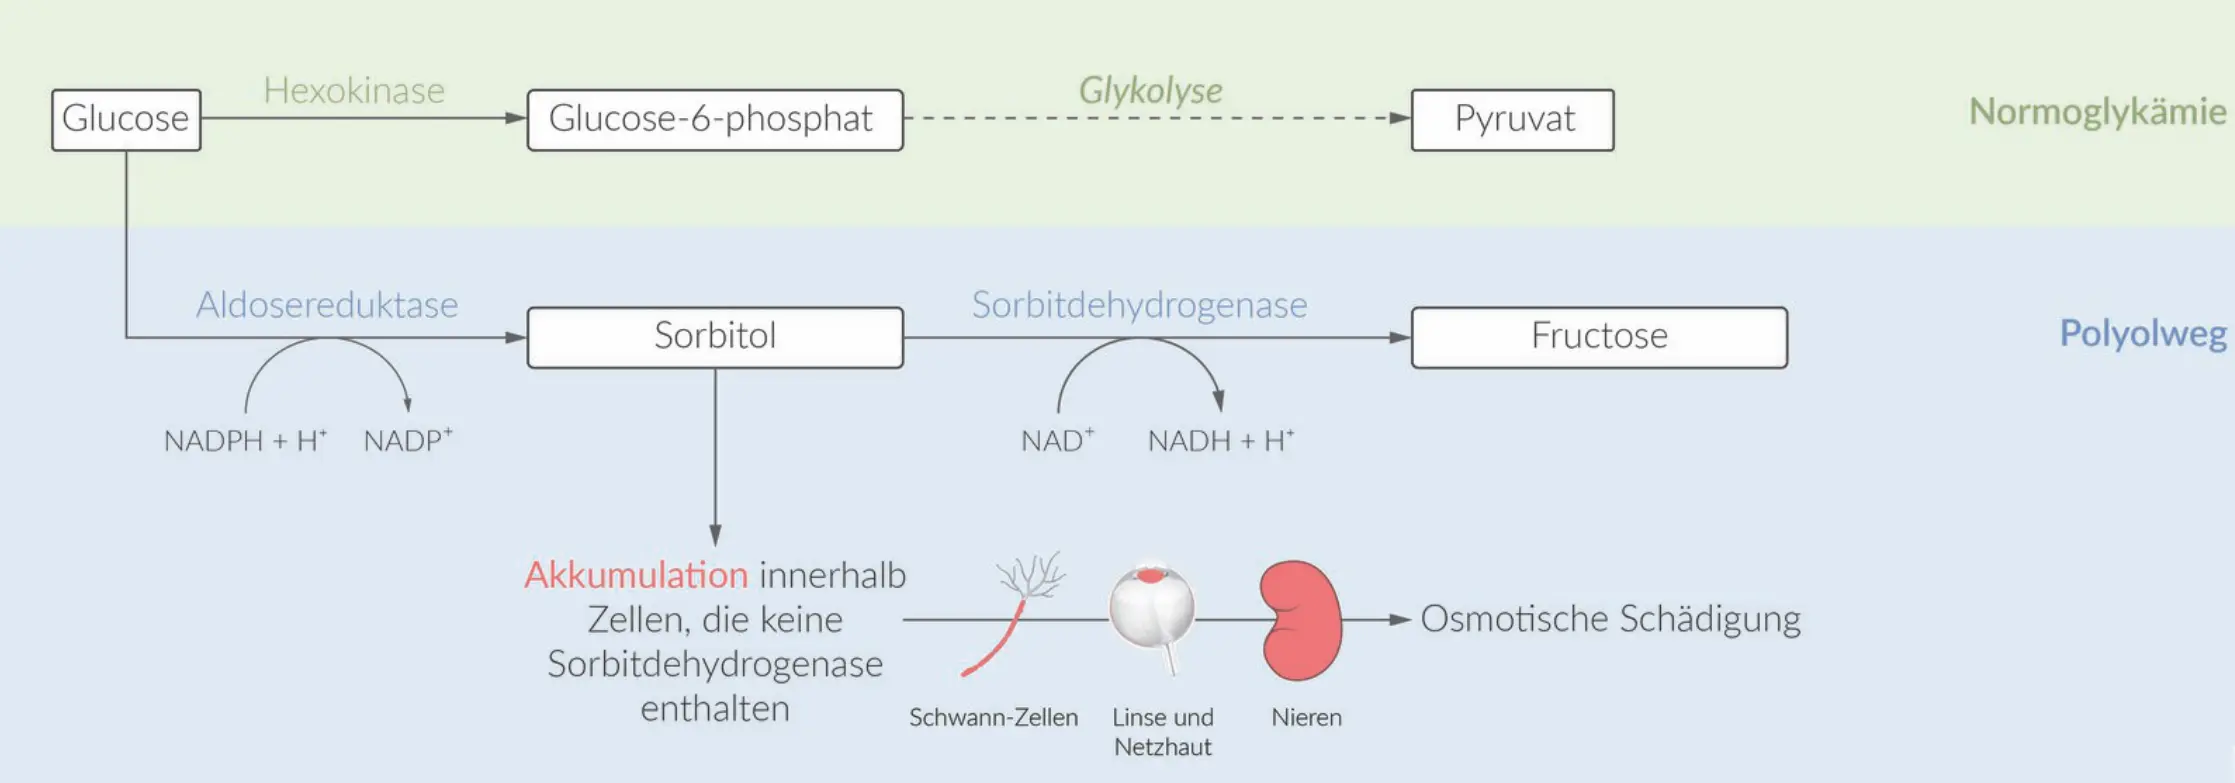 Hexokinase
Glykolyse
Glucose
Glucose-6-phosphat
Pyruvat
Normoglykämie
Aldosereduktase
Sorbitdehydrogenase
Sorbitol
Fructose
Polyolweg
NADPH + H⁺
NADP⁺
NAD⁺
NADH + H⁺
Akkumulation innerhalb
Zellen, die keine
Sorbitdehydrogenase
enthalten
Osmotische Schädigung
Schwann-Zellen
Linse und
Netzhaut
Nieren